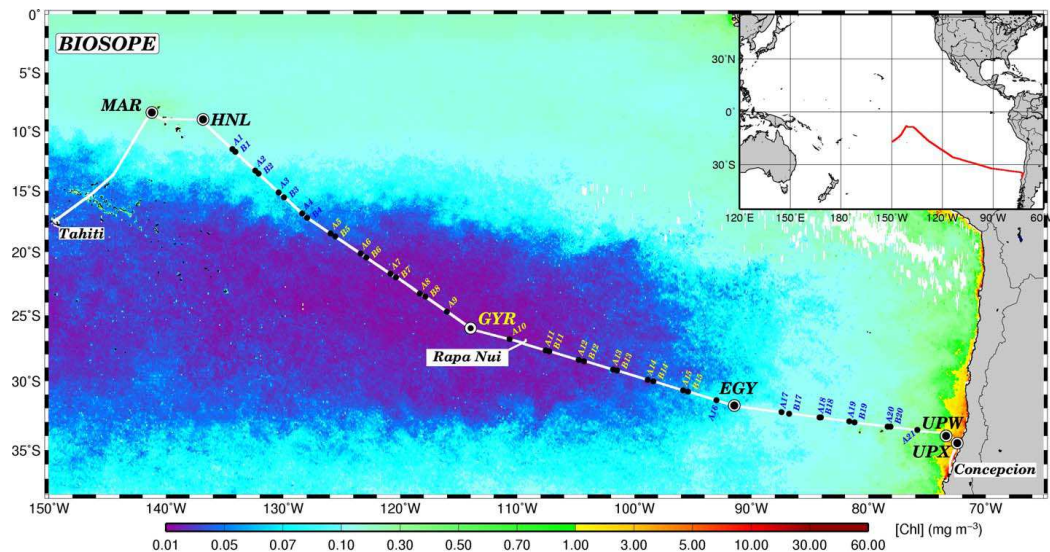 0°
5°S
10°S
15°S
20°S
25°S
30°S
35°S
BIOSOPE
MAR
HNL
Tahiti
A1
B1
A2
B2
A3
B3
A4
A5
B5
A6
B6
A7
B7
A8
B8
A9
GYR
Rapa Nui
A10
A11
B11
A12
B12
A13
B13
A14
B14
A15
B15
A16
EGY
A17
B17
A18
B18
A19
B19
A20
B20
A21
UPW
UPX
Concepcion
30°N
0°
30°S
120°E 150°E 180° 150°W 120°W 90°W 60°W
150°W 140°W 130°W 120°W 110°W 100°W 90°W 80°W 70°W
[Chl] (mg m⁻³)
0.01 0.05 0.07 0.10 0.30 0.50 0.70 1.00 3.00 5.00 10.00 30.00 60.00